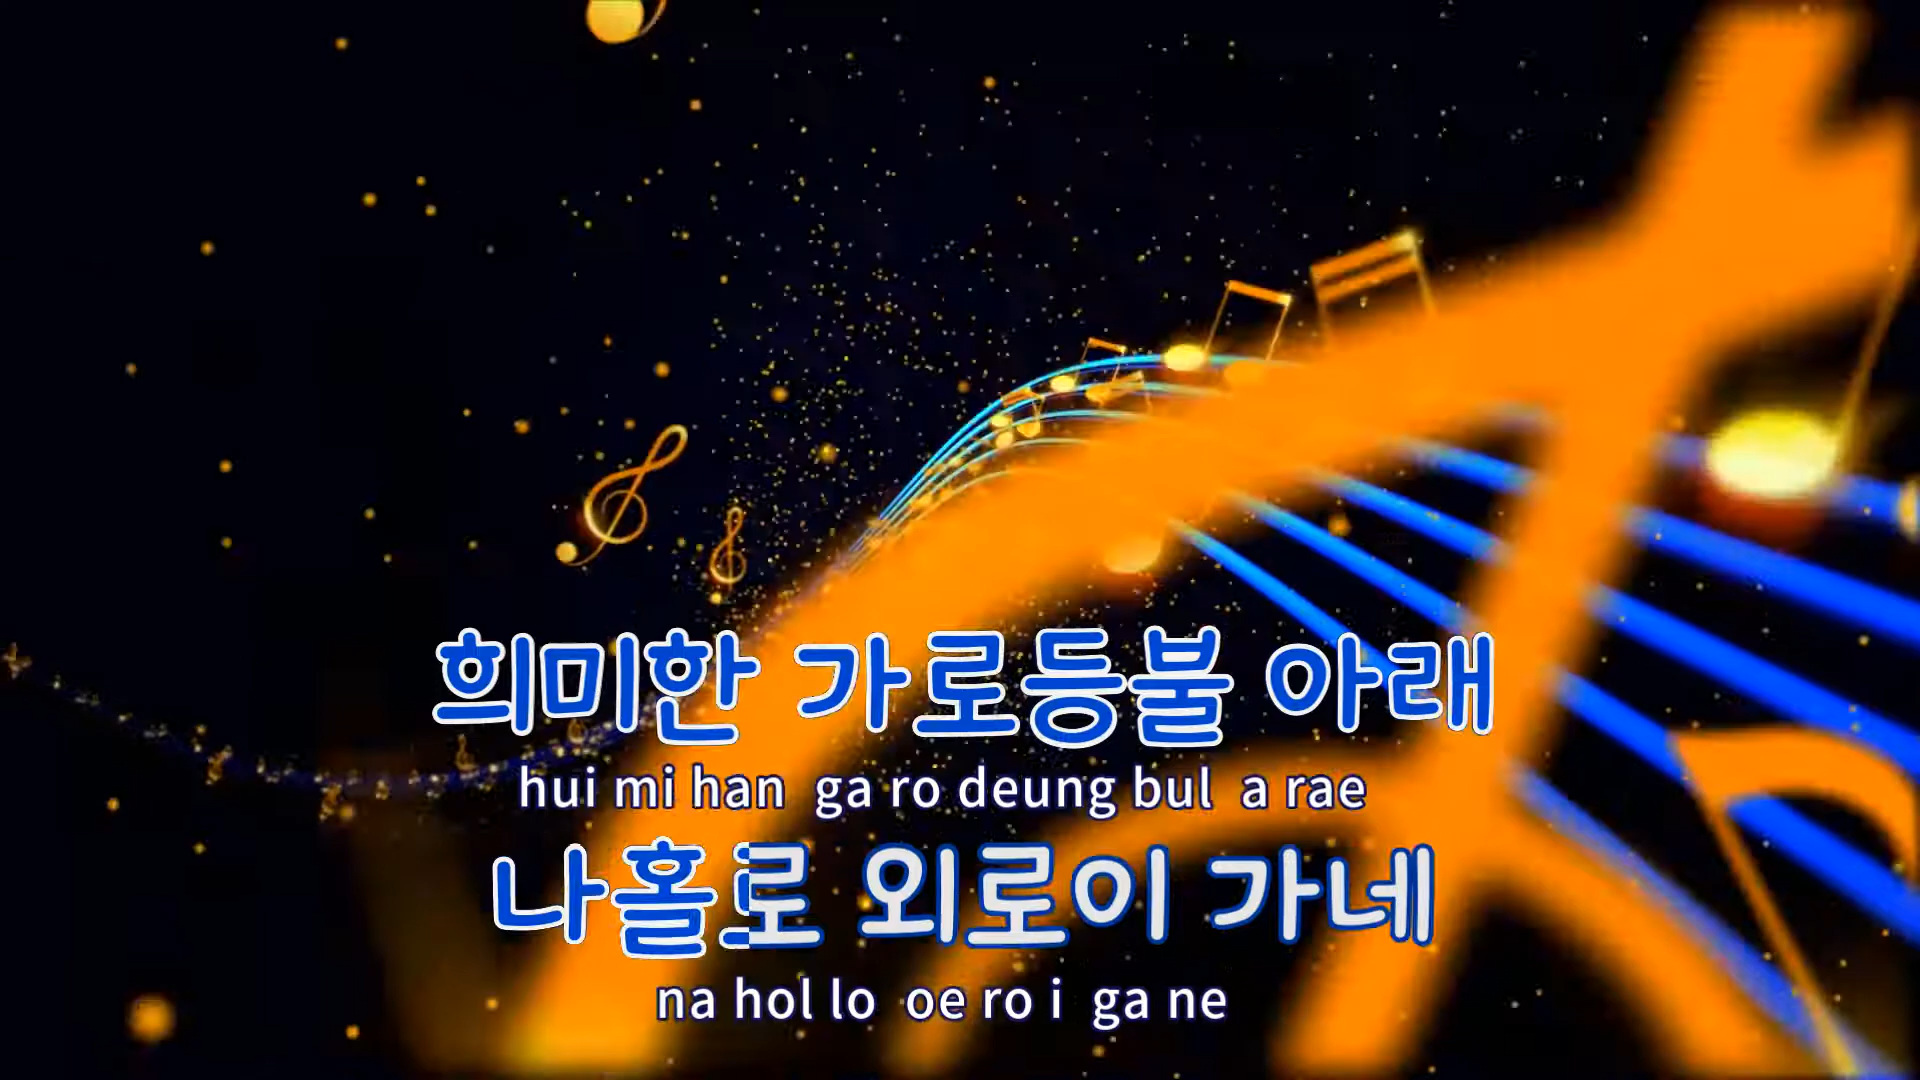 희미한 가로등불 아래
hui mi han ga ro deung bul a rae
나홀로 외로이 가네
na hol lo oe ro i ga ne